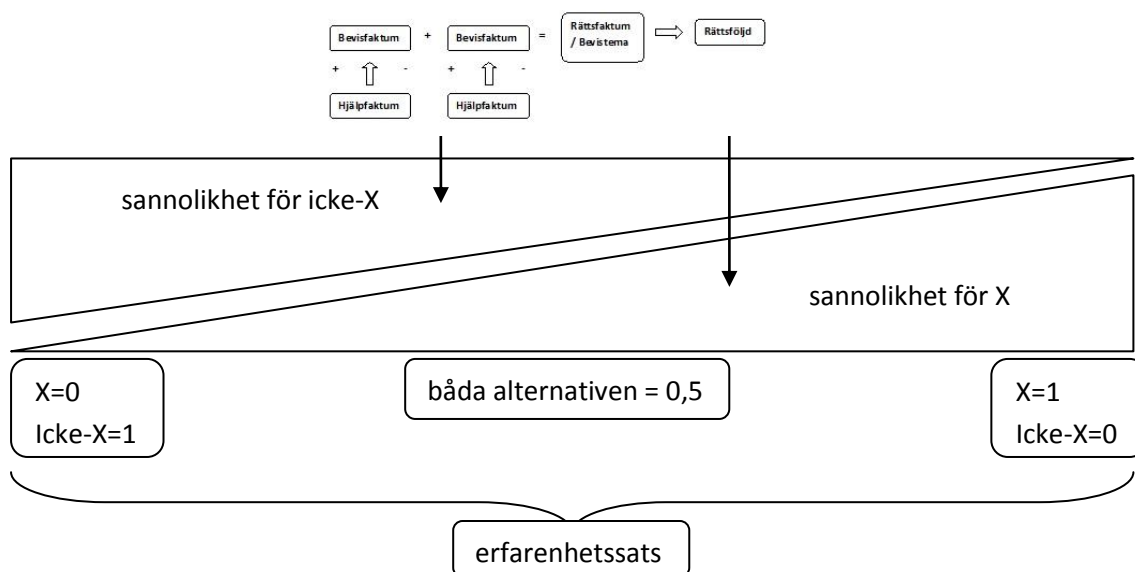 Bevisfaktum + Bevisfaktum = Rättsfaktum
/ Bevistema
Rättsföljd
+ - + -
Hjälpfaktum Hjälpfaktum
sannolikhet för icke-X
sannolikhet för X
X=0
Icke-X=1
båda alternativen = 0,5
X=1
Icke-X=0
erfarenhetssats